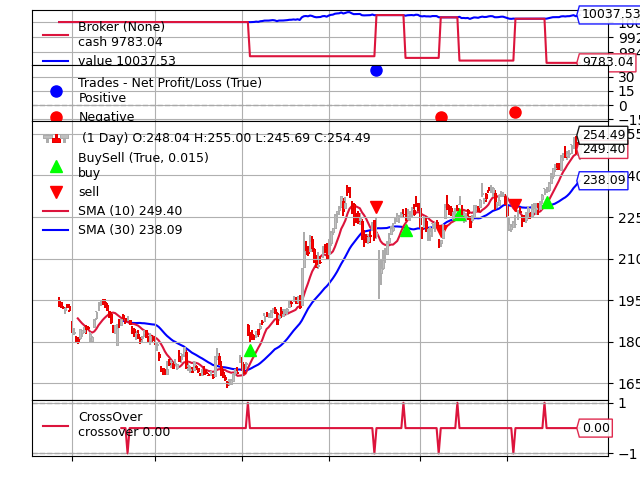 Broker (None)
cash 9783.04
value 10037.53
10037.53
992
9783.04
Trades - Net Profit/Loss (True)
Positive
Negative
30
15
0
−15
(1 Day) O:248.04 H:255.00 L:245.69 C:254.49
BuySell (True, 0.015)
buy
sell
SMA (10) 249.40
SMA (30) 238.09
254.49
249.40
238.09
225
210
195
180
165
CrossOver
crossover 0.00
1
0.00
−1